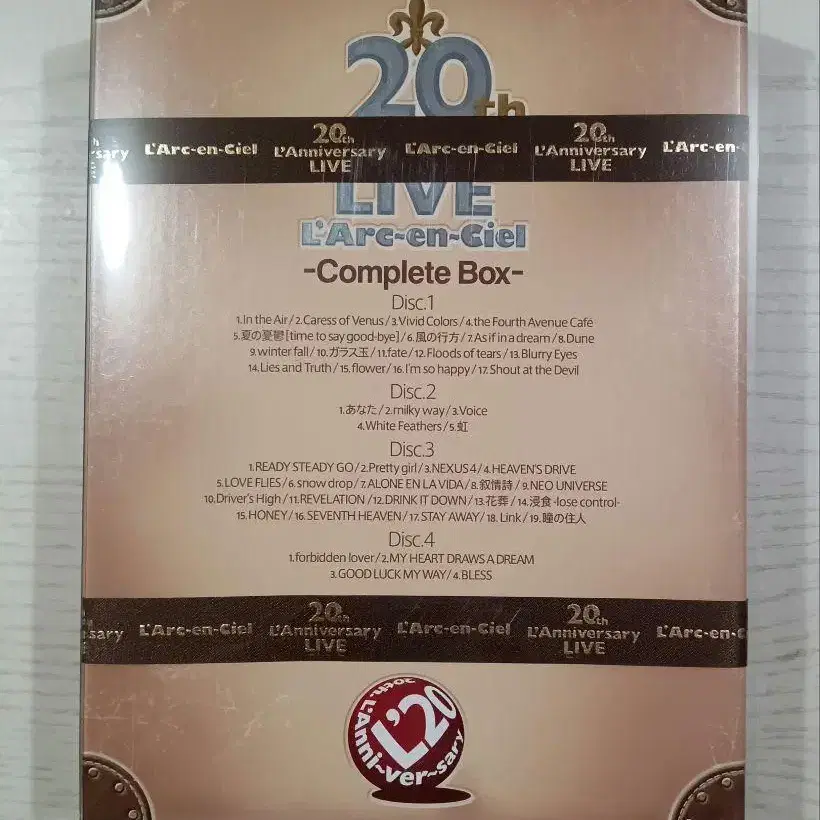 20th
sary L'Arc-en-Ciel 20th L'Anniversary LIVE L'Arc-en-Ciel 20th L'Anniversary LIVE L'Arc-en-
LIVE
L'Arc~en~Ciel
-Complete Box-
Disc.1
1.In the Air/2.Caress of Venus/3.Vivid Colors/4.the Fourth Avenue Café
5.夏の憂鬱[time to say good-bye]/6.風の行方/7.As if in a dream/8.Dune
9.winter fall/10.ガラス玉/11.fate/12.Floods of tears/13.Blurry Eyes
14.Lies and Truth/15.flower/16.I'm so happy/17.Shout at the Devil
Disc.2
1.あなた/2.milky way/3.Voice
4.White Feathers/5.虹
Disc.3
1.READY STEADY GO/2.Pretty girl/3.NEXUS 4/4.HEAVEN'S DRIVE
5.LOVE FLIES/6.snow drop/7.ALONE EN LA VIDA/8.叙情詩/9.NEO UNIVERSE
10.Driver's High/11.REVELATION/12.DRINK IT DOWN/13.花葬/14.浸食 -lose control-
15.HONEY/16.SEVENTH HEAVEN/17.STAY AWAY/18.Link/19.瞳の住人
Disc.4
1.forbidden lover/2.MY HEART DRAWS A DREAM
3.GOOD LUCK MY WAY/4.BLESS
sary L'Arc-en-Ciel 20th L'Anniversary LIVE L'Arc-en-Ciel 20th L'Anniversary LIVE L'Arc-en-C
20th L'Anni~ver~sary
L'20